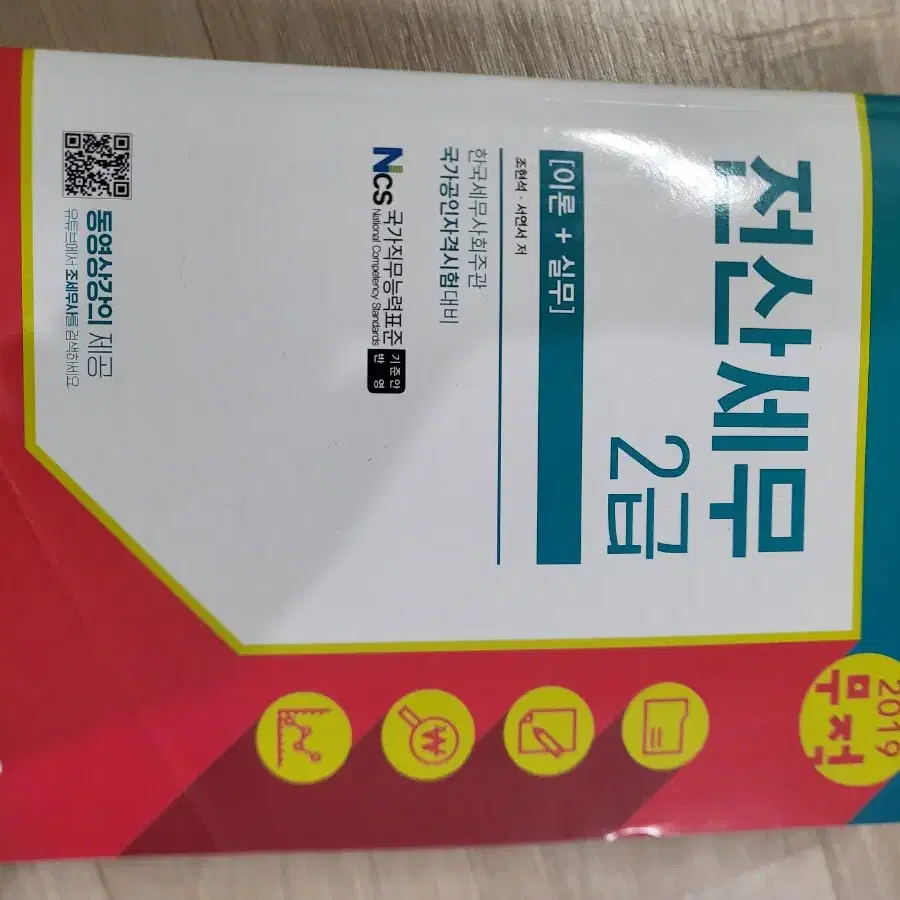 2019
무적
전산세무
2급
[이론 + 실무]
조현석 · 서연서 저
한국세무사회주관
국가공인자격시험대비
NCS 국가직무능력표준
National Competency Standards
기준안
반영
동영상강의 제공
유튜브에서 조세무사를 검색하세요